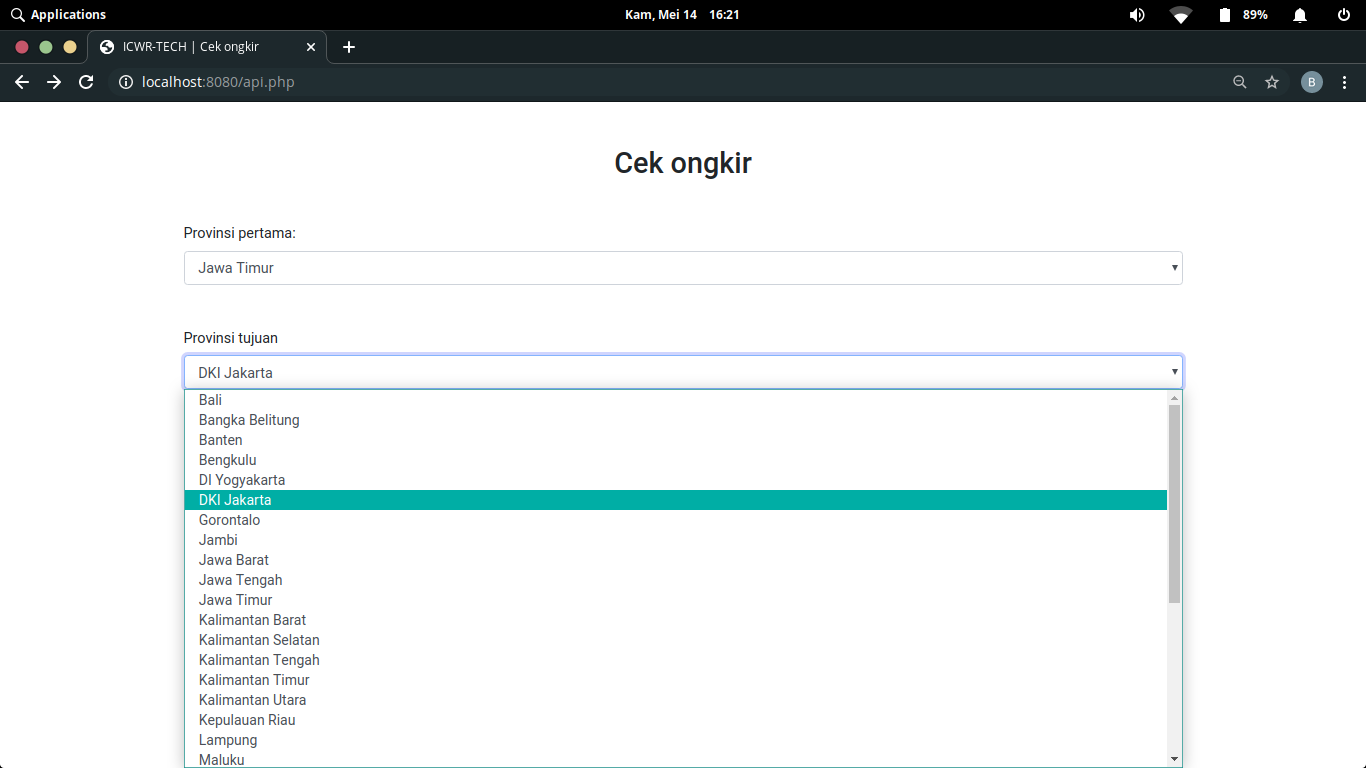 Applications
Kam, Mei 14 16:21
89%
ICWR-TECH | Cek ongkir
localhost:8080/api.php
B
Cek ongkir
Provinsi pertama:
Jawa Timur
Provinsi tujuan
DKI Jakarta
Bali
Bangka Belitung
Banten
Bengkulu
DI Yogyakarta
DKI Jakarta
Gorontalo
Jambi
Jawa Barat
Jawa Tengah
Jawa Timur
Kalimantan Barat
Kalimantan Selatan
Kalimantan Tengah
Kalimantan Timur
Kalimantan Utara
Kepulauan Riau
Lampung
Maluku